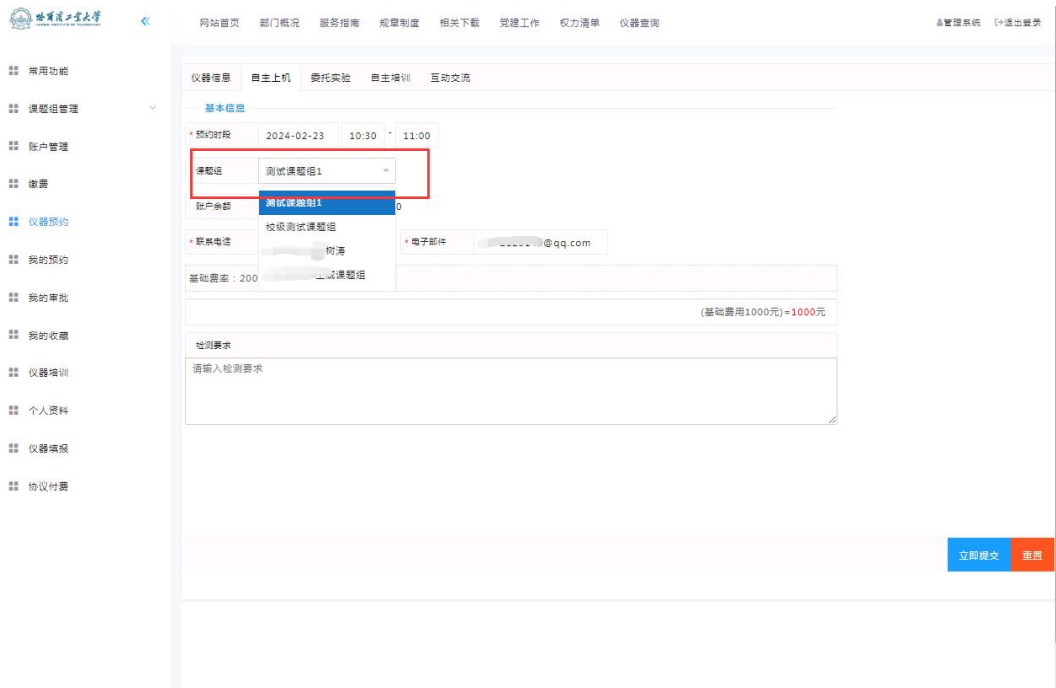 哈尔滨工业大学
HARBIN INSTITUTE OF TECHNOLOGY
网站首页 部门概况 服务指南 规章制度 相关下载 党建工作 权力清单 仪器查询 管理系统 退出登录
常用功能
课题组管理
账户管理
缴费
仪器预约
我的预约
我的审批
我的收藏
仪器培训
个人资料
仪器填报
协议付费
仪器信息 自主上机 委托实验 自主培训 互动交流
基本信息
* 预约时段 2024-02-23 10:30 - 11:00
课题组 测试课题组1
账户余额 测试课题组1 0
校级测试课题组
* 联系电话 * 电子邮件 @qq.com
树涛
课题组
基础费率：200
(基础费用1000元)=1000元
检测要求
请输入检测要求
立即提交 重置